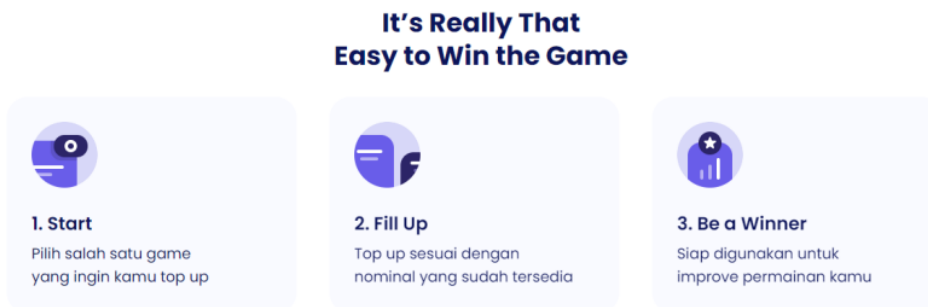 It’s Really That
Easy to Win the Game
1. Start
Pilih salah satu game
yang ingin kamu top up
2. Fill Up
Top up sesuai dengan
nominal yang sudah tersedia
3. Be a Winner
Siap digunakan untuk
improve permainan kamu